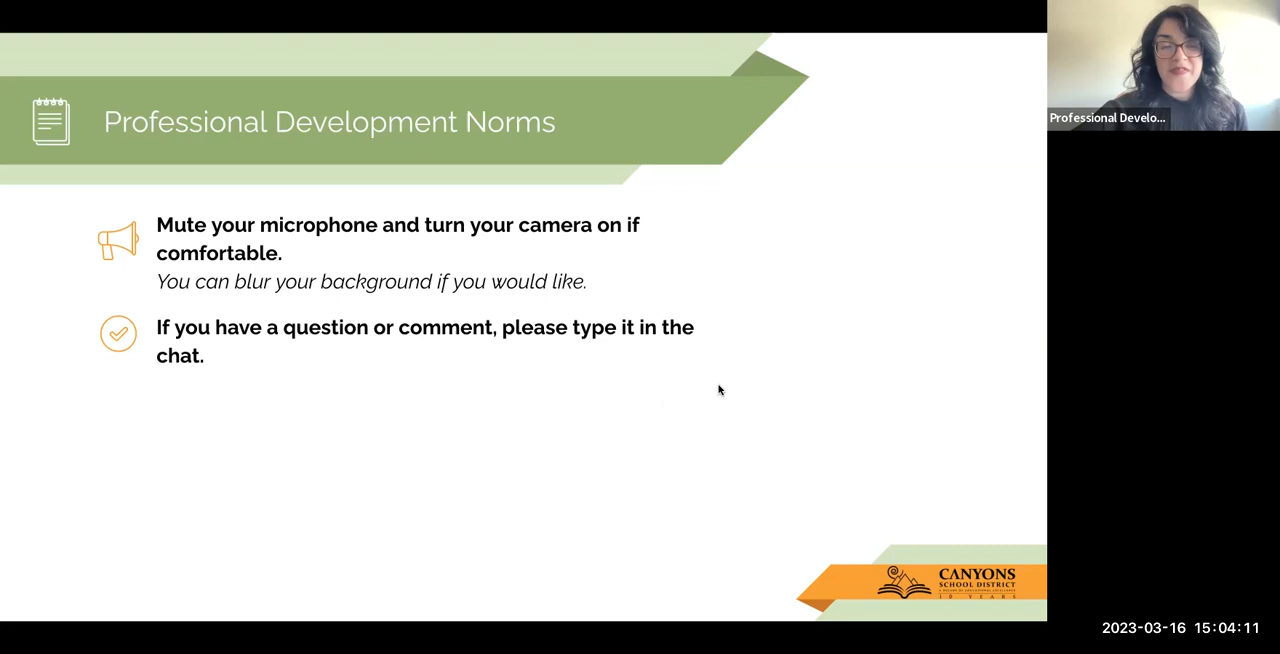 Professional Development Norms
Professional Develo...
Mute your microphone and turn your camera on if
comfortable.
You can blur your background if you would like.
If you have a question or comment, please type it in the
chat.
CANYONS
SCHOOL DISTRICT
10 YEARS
2023-03-16 15:04:11